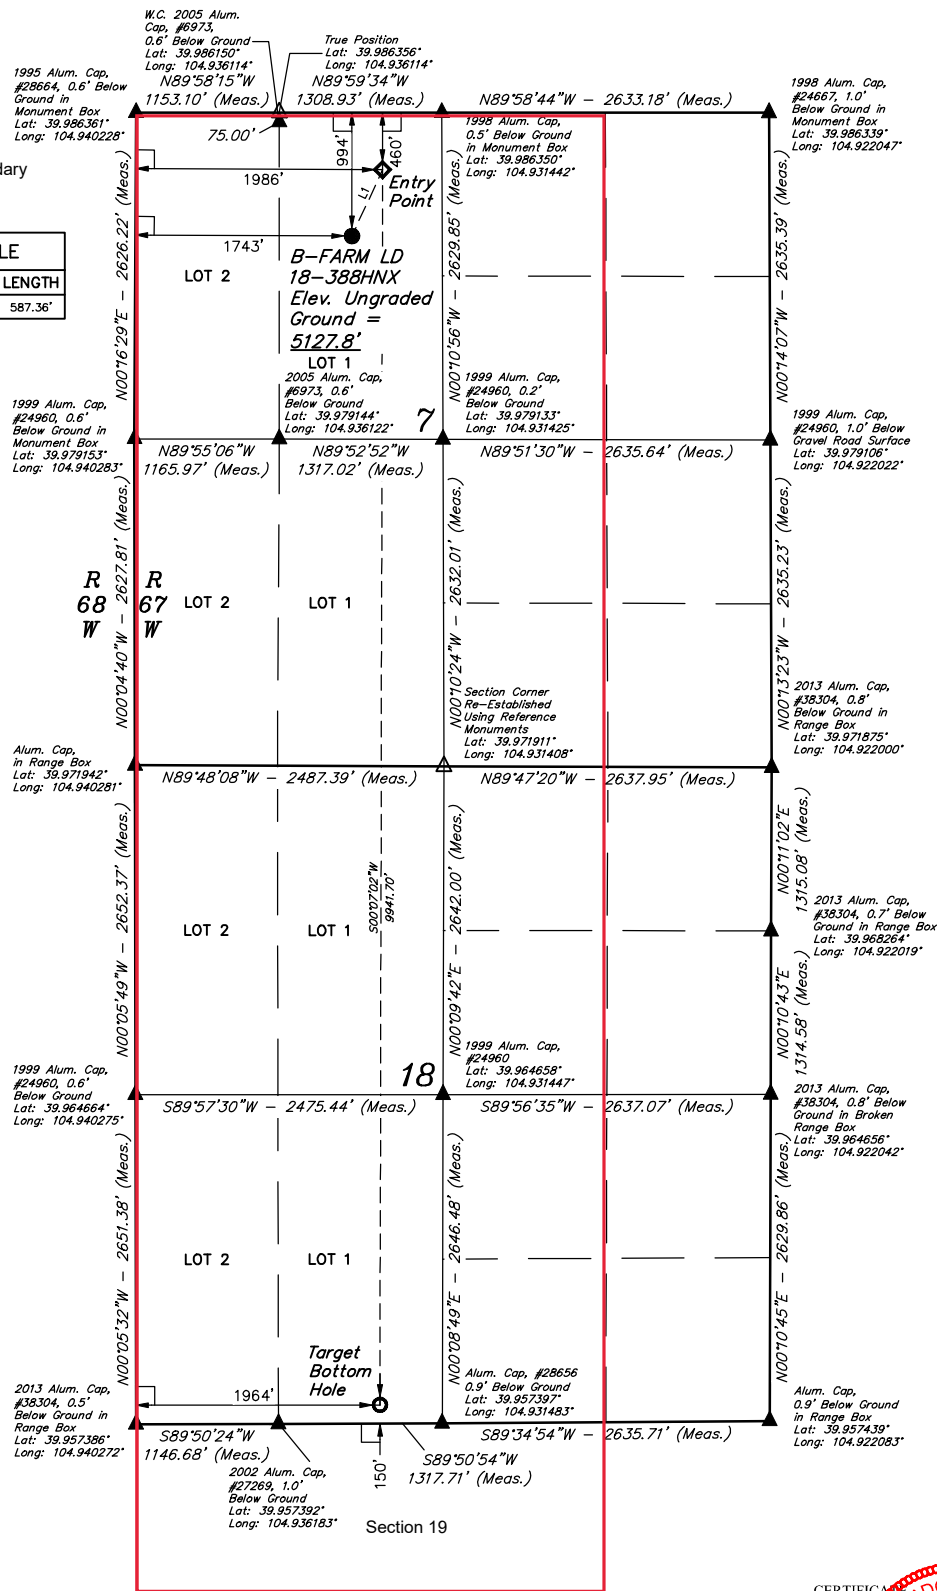 W.C. 2005 Alum.
Cap, #6973,
0.6' Below Ground
Lat: 39.986150°
Long: 104.936114°
True Position
Lat: 39.986356°
Long: 104.936114°
1995 Alum. Cap,
#28664, 0.6' Below
Ground in
Monument Box
Lat: 39.986361°
Long: 104.940228°
N89°58'15"W
1153.10' (Meas.)
N89°59'34"W
1308.93' (Meas.)
N89°58'44"W - 2633.18' (Meas.)
1998 Alum. Cap,
#24667, 1.0'
Below Ground in
Monument Box
Lat: 39.986339°
Long: 104.922047°
75.00'
994'
460'
1998 Alum. Cap,
0.5' Below Ground
in Monument Box
Lat: 39.986350°
Long: 104.931442°
dary
1986'
Entry
Point
L1
1743'
LE
LENGTH
587.36'
B-FARM LD
18-388HNX
Elev. Ungraded
Ground =
5127.8'
LOT 2
LOT 1
N00°16'29"E - 2626.22' (Meas.)
N00°10'56"W - 2629.85' (Meas.)
N00°14'07"W - 2635.39' (Meas.)
1999 Alum. Cap,
#24960, 0.6'
Below Ground in
Monument Box
Lat: 39.979153°
Long: 104.940283°
2005 Alum. Cap,
#6973, 0.6'
Below Ground
Lat: 39.979144°
Long: 104.936122°
7
1999 Alum. Cap,
#24960, 0.2'
Below Ground
Lat: 39.979133°
Long: 104.931425°
1999 Alum. Cap,
#24960, 1.0' Below
Gravel Road Surface
Lat: 39.979106°
Long: 104.922022°
N89°55'06"W
1165.97' (Meas.)
N89°52'52"W
1317.02' (Meas.)
N89°51'30"W - 2635.64' (Meas.)
N00°04'40"W - 2627.81' (Meas.)
N00°10'24"W - 2632.01' (Meas.)
N00°13'23"W - 2635.23' (Meas.)
R
68
W
R
67
W
LOT 2
LOT 1
Section Corner
Re-Established
Using Reference
Monuments
Lat: 39.971911°
Long: 104.931408°
2013 Alum. Cap,
#38304, 0.8'
Below Ground in
Range Box
Lat: 39.971875°
Long: 104.922000°
Alum. Cap,
in Range Box
Lat: 39.971942°
Long: 104.940281°
N89°48'08"W - 2487.39' (Meas.)
N89°47'20"W - 2637.95' (Meas.)
N00°05'49"W - 2652.37' (Meas.)
S00°07'02"W
9941.70'
N00°09'42"E - 2642.00' (Meas.)
N00°11'02"E
1315.08' (Meas.)
2013 Alum. Cap,
#38304, 0.7' Below
Ground in Range Box
Lat: 39.968264°
Long: 104.922019°
LOT 2
LOT 1
N00°10'43"E
1314.58' (Meas.)
1999 Alum. Cap,
#24960, 0.6'
Below Ground
Lat: 39.964664°
Long: 104.940275°
18
1999 Alum. Cap,
#24960
Lat: 39.964658°
Long: 104.931447°
2013 Alum. Cap,
#38304, 0.8' Below
Ground in Broken
Range Box
Lat: 39.964656°
Long: 104.922042°
S89°57'30"W - 2475.44' (Meas.)
S89°56'35"W - 2637.07' (Meas.)
N00°05'32"W - 2651.38' (Meas.)
N00°08'49"E - 2646.48' (Meas.)
N00°10'45"E - 2629.86' (Meas.)
LOT 2
LOT 1
Target
Bottom
Hole
1964'
2013 Alum. Cap,
#38304, 0.5'
Below Ground in
Range Box
Lat: 39.957386°
Long: 104.940272°
Alum. Cap, #28656
0.9' Below Ground
Lat: 39.957397°
Long: 104.931483°
Alum. Cap,
0.9' Below Ground
in Range Box
Lat: 39.957439°
Long: 104.922083°
S89°50'24"W
1146.68' (Meas.)
S89°50'54"W
1317.71' (Meas.)
S89°34'54"W - 2635.71' (Meas.)
150'
2002 Alum. Cap,
#27269, 1.0'
Below Ground
Lat: 39.957392°
Long: 104.936183°
Section 19